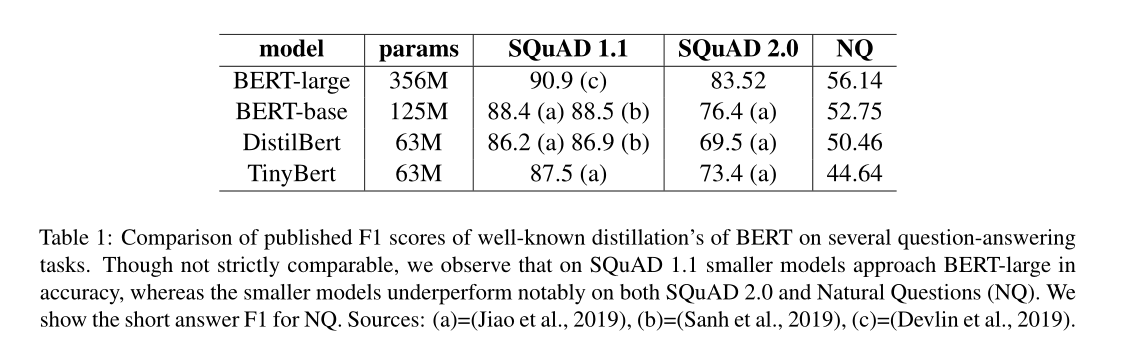 model params SQuAD 1.1 SQuAD 2.0 NQ
BERT-large 356M 90.9 (c) 83.52 56.14
BERT-base 125M 88.4 (a) 88.5 (b) 76.4 (a) 52.75
DistilBert 63M 86.2 (a) 86.9 (b) 69.5 (a) 50.46
TinyBert 63M 87.5 (a) 73.4 (a) 44.64
Table 1: Comparison of published F1 scores of well-known distillation's of BERT on several question-answering
tasks. Though not strictly comparable, we observe that on SQuAD 1.1 smaller models approach BERT-large in
accuracy, whereas the smaller models underperform notably on both SQuAD 2.0 and Natural Questions (NQ). We
show the short answer F1 for NQ. Sources: (a)=(Jiao et al., 2019), (b)=(Sanh et al., 2019), (c)=(Devlin et al., 2019).